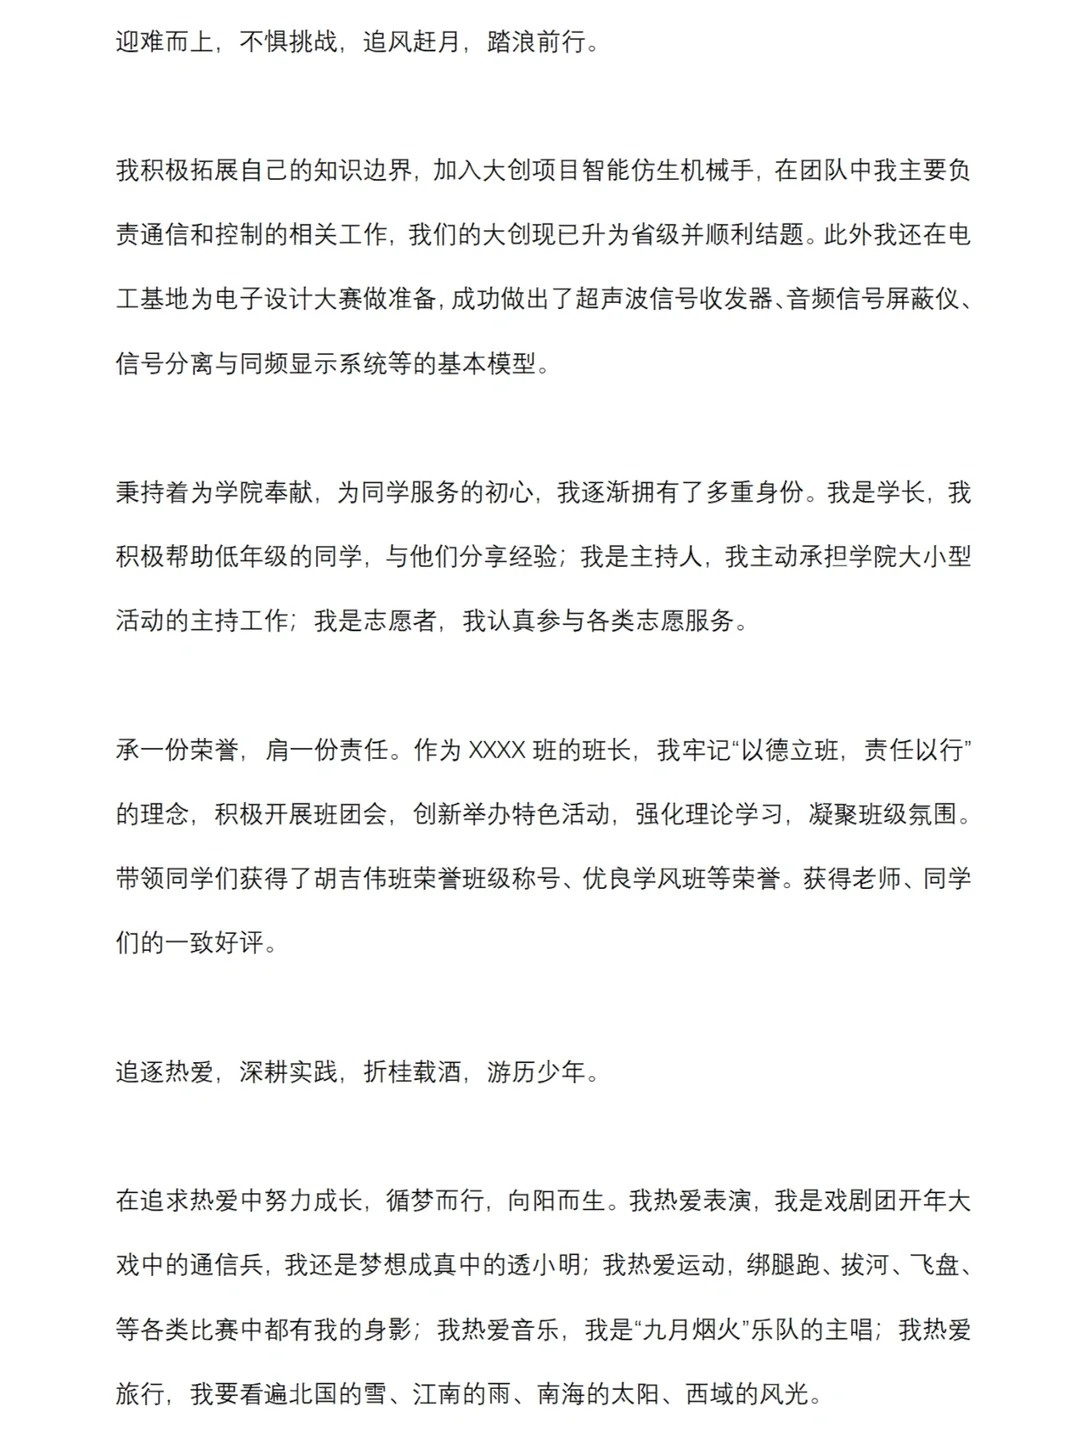 迎难而上，不惧挑战，追风赶月，踏浪前行。
我积极拓展自己的知识边界，加入大创项目智能仿生机械手，在团队中我主要负
责通信和控制的相关工作，我们的大创现已升为省级并顺利结题。此外我还在电
工基地为电子设计大赛做准备，成功做出了超声波信号收发器、音频信号屏蔽仪、
信号分离与同频显示系统等的基本模型。
秉持着为学院奉献，为同学服务的初心，我逐渐拥有了多重身份。我是学长，我
积极帮助低年级的同学，与他们分享经验；我是主持人，我主动承担学院大小型
活动的主持工作；我是志愿者，我认真参与各类志愿服务。
承一份荣誉，肩一份责任。作为 XXXX 班的班长，我牢记“以德立班，责任以行”
的理念，积极开展班团会，创新举办特色活动，强化理论学习，凝聚班级氛围。
带领同学们获得了胡吉伟班荣誉班级称号、优良学风班等荣誉。获得老师、同学
们的一致好评。
追逐热爱，深耕实践，折桂载酒，游历少年。
在追求热爱中努力成长，循梦而行，向阳而生。我热爱表演，我是戏剧团开年大
戏中的通信兵，我还是梦想成真中的透小明；我热爱运动，绑腿跑、拔河、飞盘、
等各类比赛中都有我的身影；我热爱音乐，我是“九月烟火”乐队的主唱；我热爱
旅行，我要看遍北国的雪、江南的雨、南海的太阳、西域的风光。